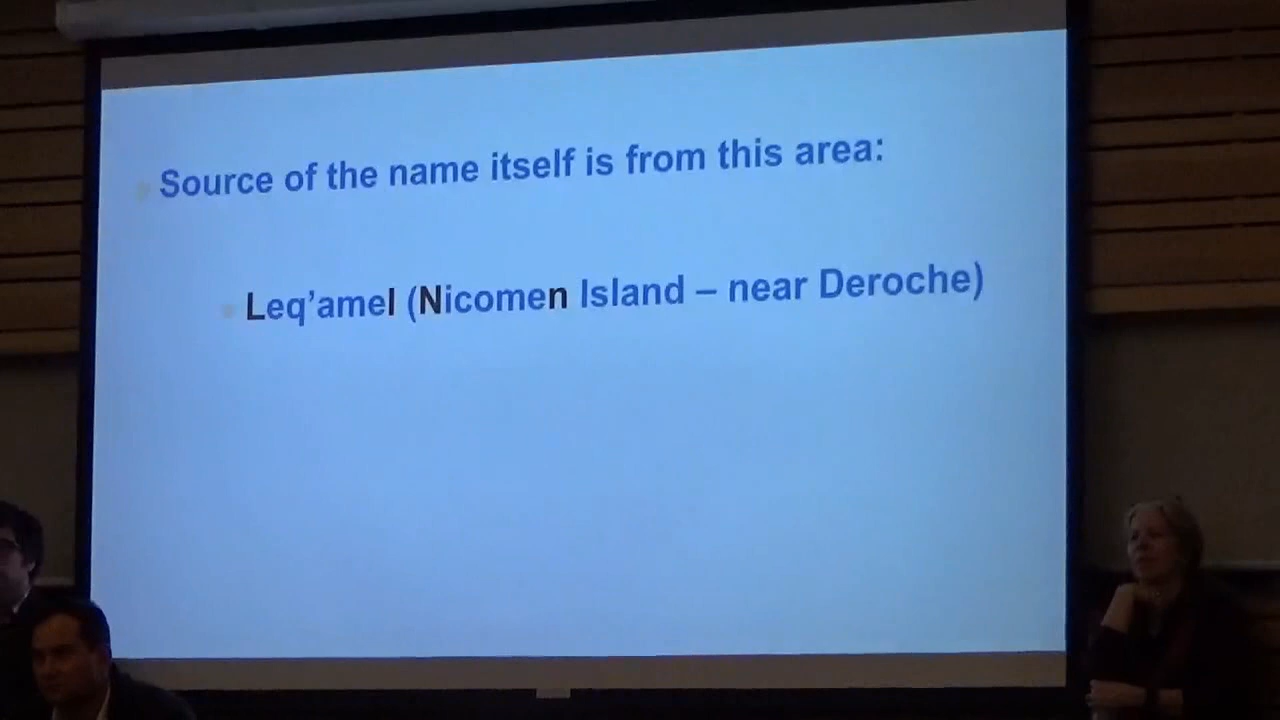 Source of the name itself is from this area:
Leq’amel (Nicomen Island – near Deroche)